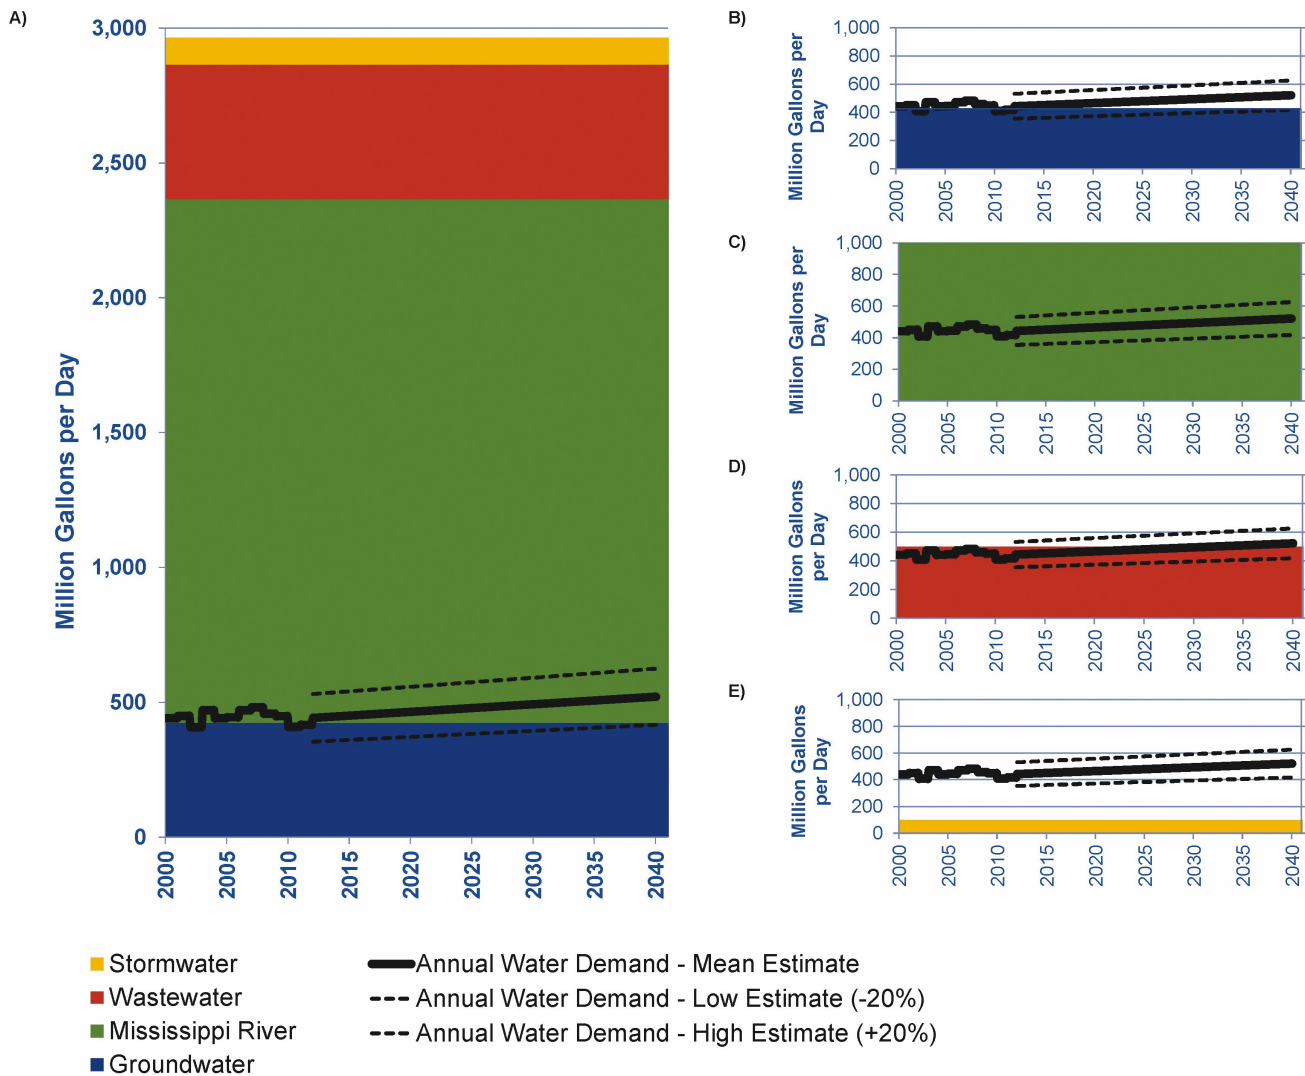 A)
3,000
2,500
2,000
1,500
1,000
500
0
Million Gallons per Day
2000 2005 2010 2015 2020 2025 2030 2035 2040
B)
1,000
800
600
400
200
0
Million Gallons per
Day
2000 2005 2010 2015 2020 2025 2030 2035 2040
C)
1,000
800
600
400
200
0
Million Gallons per
Day
2000 2005 2010 2015 2020 2025 2030 2035 2040
D)
1,000
800
600
400
200
0
Million Gallons
per Day
2000 2005 2010 2015 2020 2025 2030 2035 2040
E)
1,000
800
600
400
200
0
Million Gallons
per Day
2000 2005 2010 2015 2020 2025 2030 2035 2040
Stormwater
Wastewater
Mississippi River
Groundwater
Annual Water Demand - Mean Estimate
Annual Water Demand - Low Estimate (-20%)
Annual Water Demand - High Estimate (+20%)